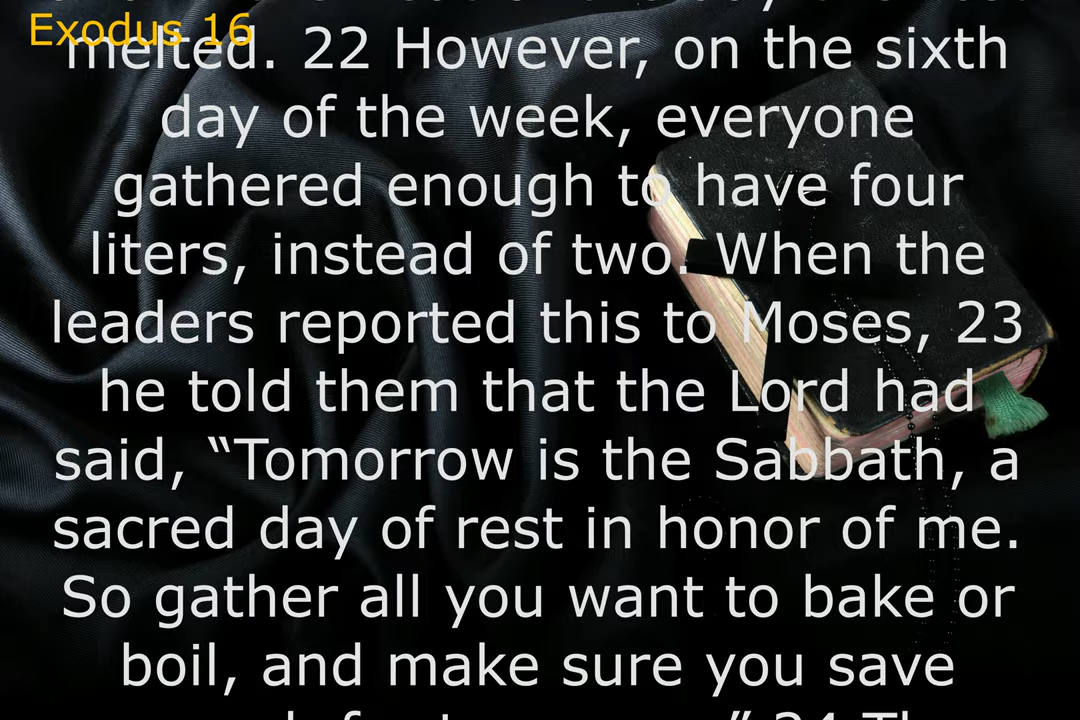 Exodus 16
melted. 22 However, on the sixth
day of the week, everyone
gathered enough to have four
liters, instead of two. When the
leaders reported this to Moses, 23
he told them that the Lord had
said, “Tomorrow is the Sabbath, a
sacred day of rest in honor of me.
So gather all you want to bake or
boil, and make sure you save
” 24